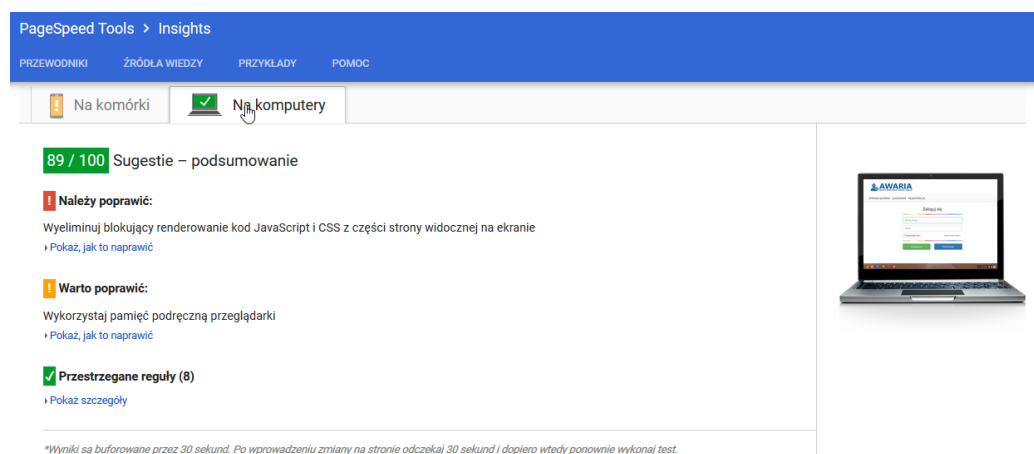 PageSpeed Tools > Insights
PRZEWODNIKI ŹRÓDŁA WIEDZY PRZYKŁADY POMOC
Na komórki Na komputery
89 / 100 Sugestie – podsumowanie
! Należy poprawić:
Wyeliminuj blokujący renderowanie kod JavaScript i CSS z części strony widocznej na ekranie
Pokaż, jak to naprawić
! Warto poprawić:
Wykorzystaj pamięć podręczną przeglądarki
Pokaż, jak to naprawić
Przestrzegane reguły (8)
Pokaż szczegóły
*Wyniki są buforowane przez 30 sekund. Po wprowadzeniu zmiany na stronie odczekaj 30 sekund i dopiero wtedy ponownie wykonaj test.
AWARIA
Zaloguj się